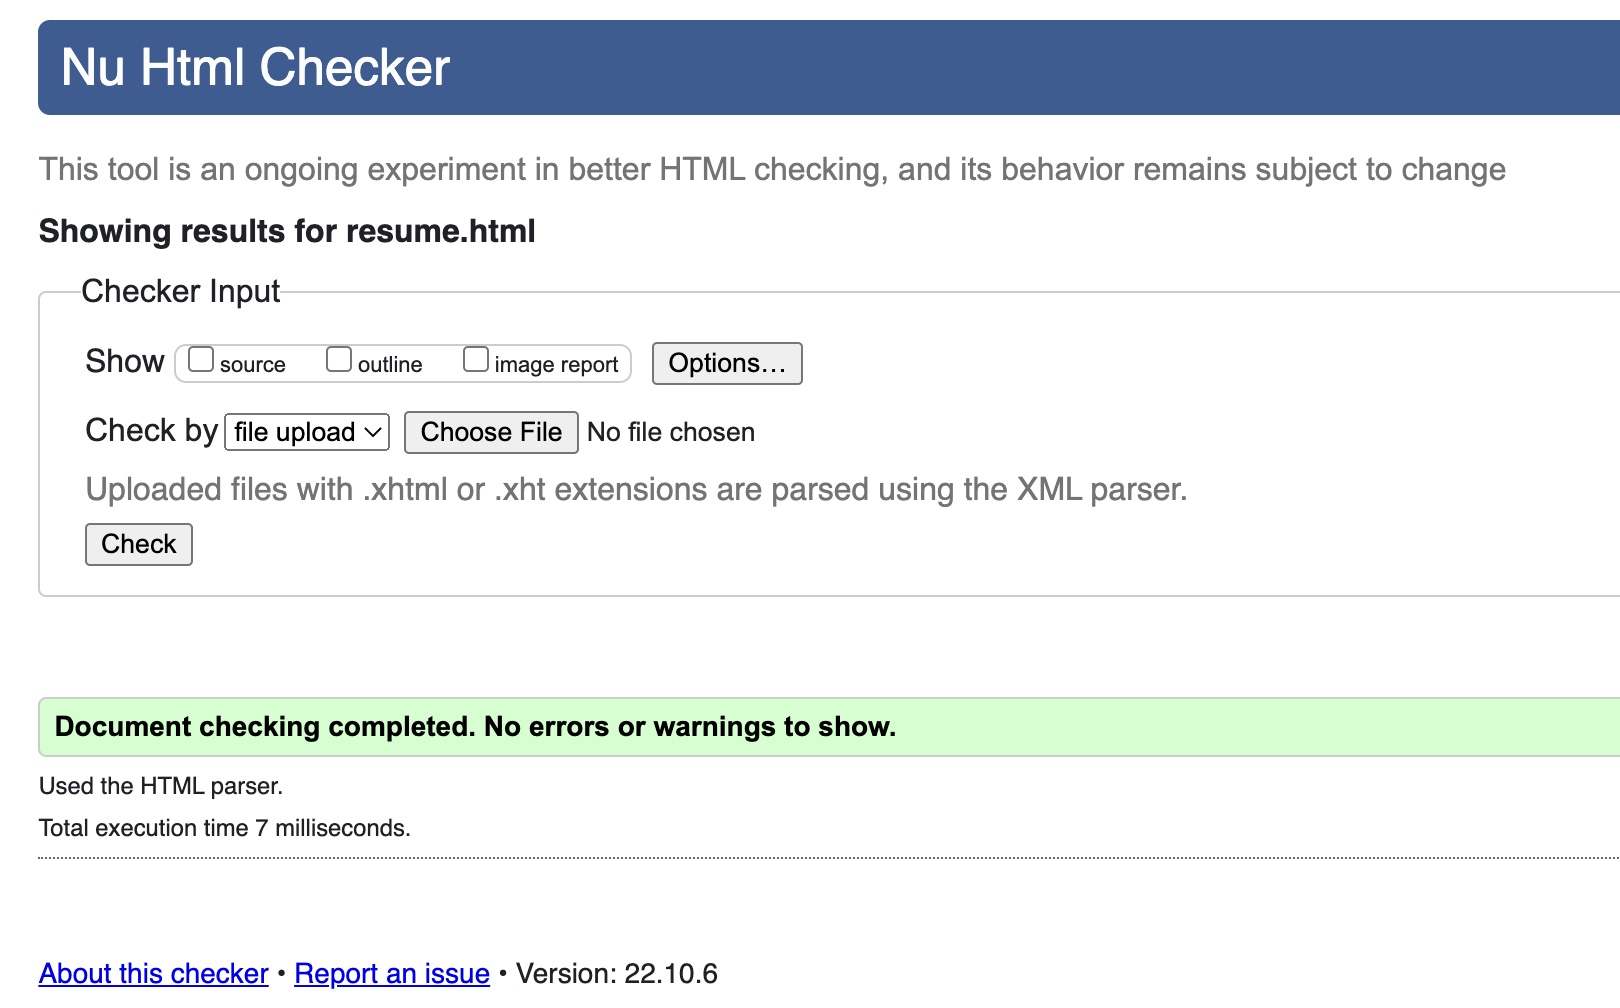 Nu Html Checker
This tool is an ongoing experiment in better HTML checking, and its behavior remains subject to change
Showing results for resume.html
Checker Input
Show source outline image report Options...
Check by file upload Choose File No file chosen
Uploaded files with .xhtml or .xht extensions are parsed using the XML parser.
Check
Document checking completed. No errors or warnings to show.
Used the HTML parser.
Total execution time 7 milliseconds.
About this checker • Report an issue • Version: 22.10.6